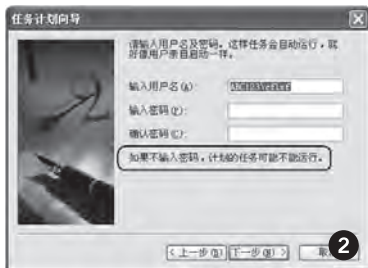 任务计划向导
请输入用户名及密码。这样任务会自动运行，就
好像用户亲自启动一样。
输入用户名(A):
输入密码(P):
确认密码(C):
如果不输入密码，计划的任务可能不能运行。
<上一步(B) 下一步(N)> 取
2